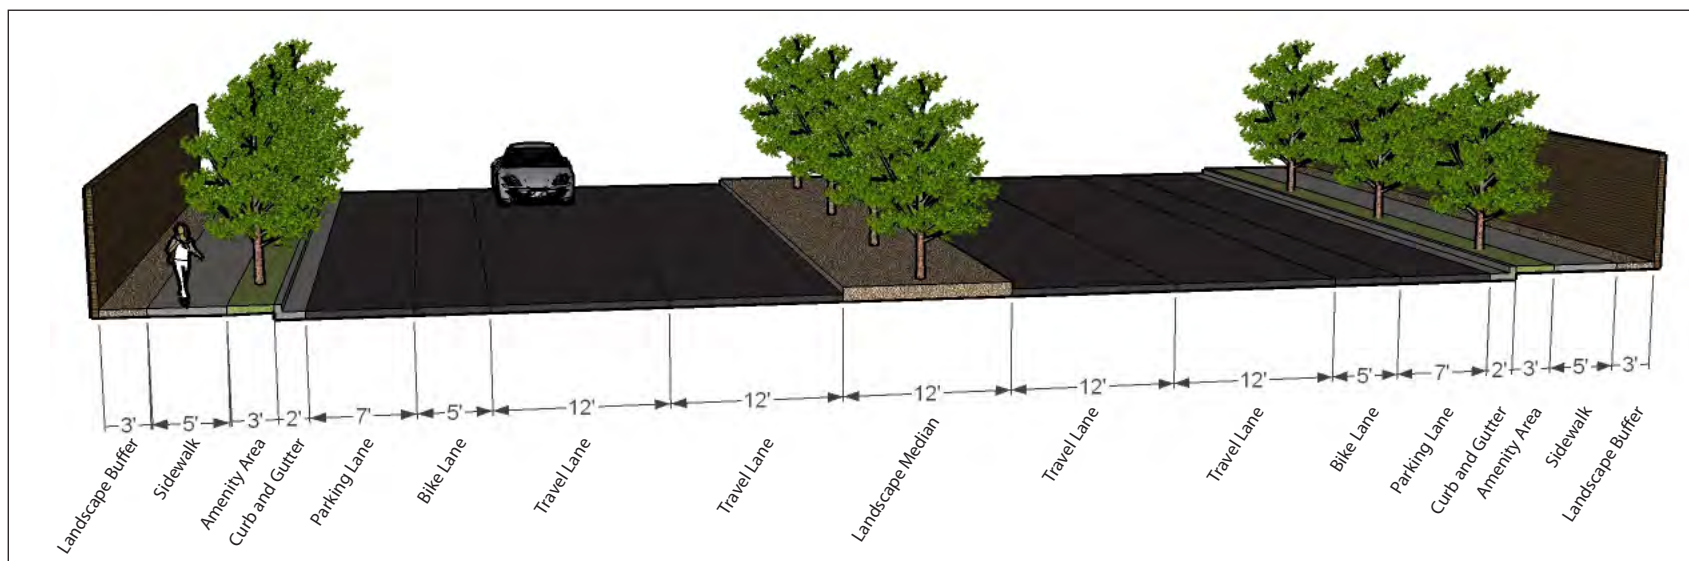 3' 5' 3' 2' 7' 5' 12' 12' 12' 12' 12' 5' 7' 2' 3' 5' 3'
Landscape Buffer
Sidewalk
Amenity Area
Curb and Gutter
Parking Lane
Bike Lane
Travel Lane
Travel Lane
Landscape Median
Travel Lane
Travel Lane
Bike Lane
Parking Lane
Curb and Gutter
Amenity Area
Sidewalk
Landscape Buffer